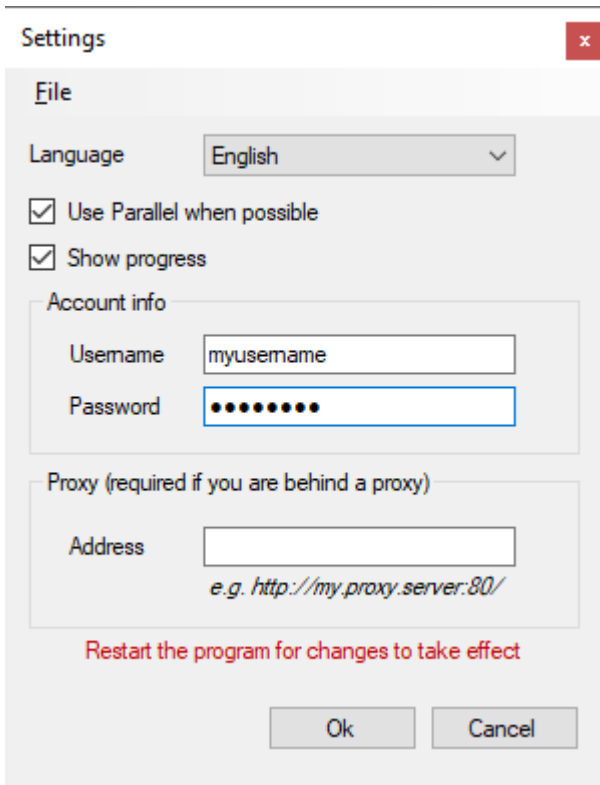 Settings
x
File
Language English
Use Parallel when possible
Show progress
Account info
Username myusername
Password ●●●●●●●●
Proxy (required if you are behind a proxy)
Address
e.g. http://my.proxy.server:80/
Restart the program for changes to take effect
Ok Cancel